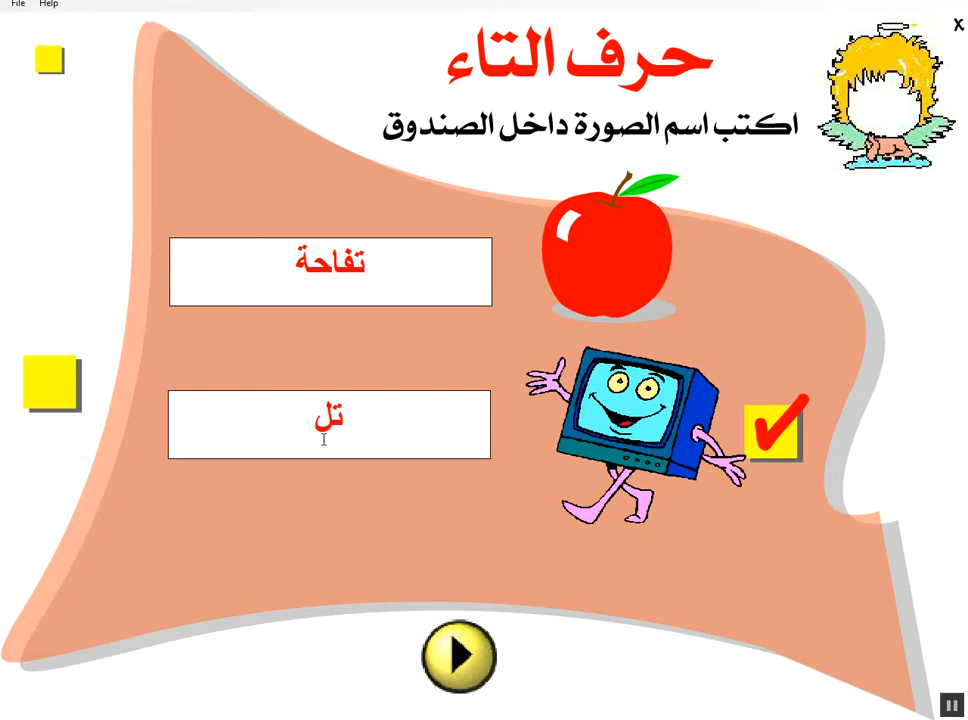 File Help
X
حرف التاء
اكتب اسم الصورة داخل الصندوق
تفاحة
تل